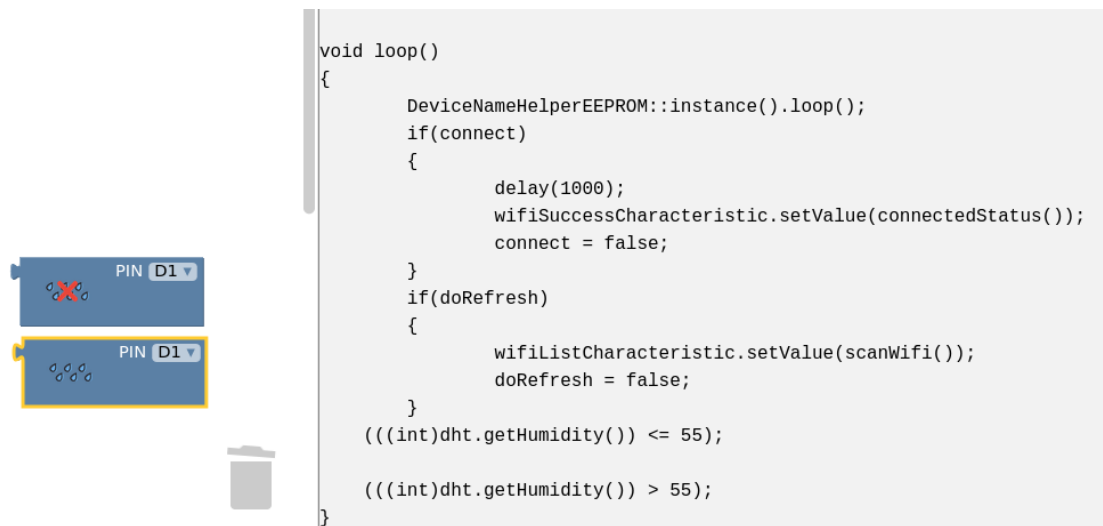 PIN D1
PIN D1
void loop()
{
DeviceNameHelperEEPROM::instance().loop();
if(connect)
{
delay(1000);
wifiSuccessCharacteristic.setValue(connectedStatus());
connect = false;
}
if(doRefresh)
{
wifiListCharacteristic.setValue(scanWifi());
doRefresh = false;
}
(((int)dht.getHumidity()) <= 55);
(((int)dht.getHumidity()) > 55);
}